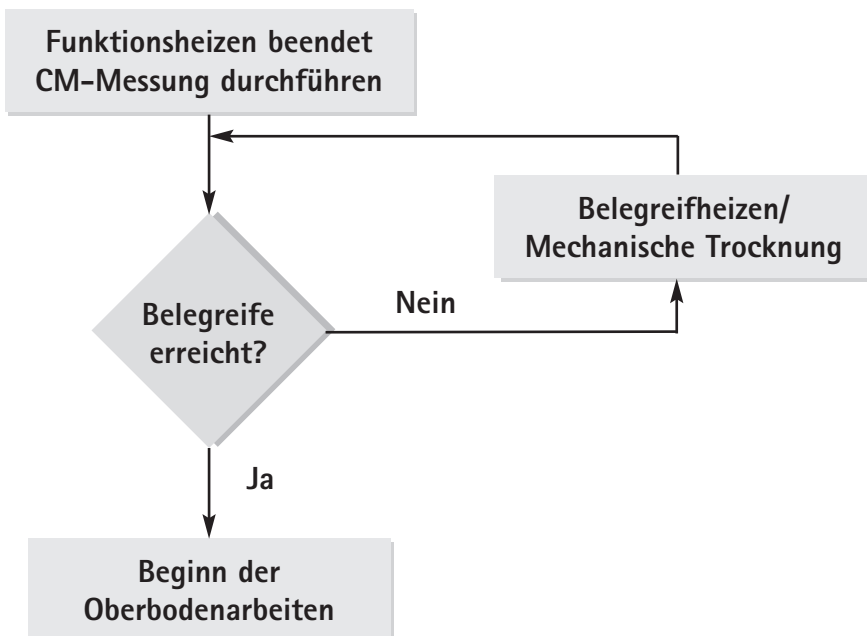 Funktionsheizen beendet
CM-Messung durchführen
Belegreifheizen/
Mechanische Trocknung
Nein
Belegreife
erreicht?
Ja
Beginn der
Oberbodenarbeiten